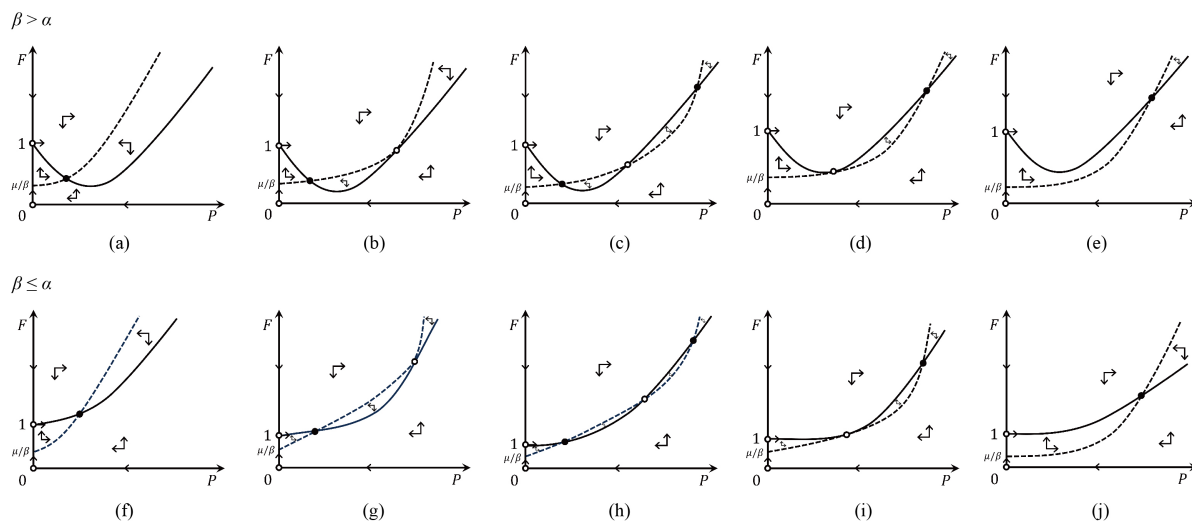 β > α
F F F F F
1 1 1 1 1
μ/β μ/β μ/β μ/β μ/β
0 P 0 P 0 P 0 P 0 P
(a) (b) (c) (d) (e)
β ≤ α
F F F F F
1 1 1 1 1
μ/β μ/β μ/β μ/β μ/β
0 P 0 P 0 P 0 P 0 P
(f) (g) (h) (i) (j)